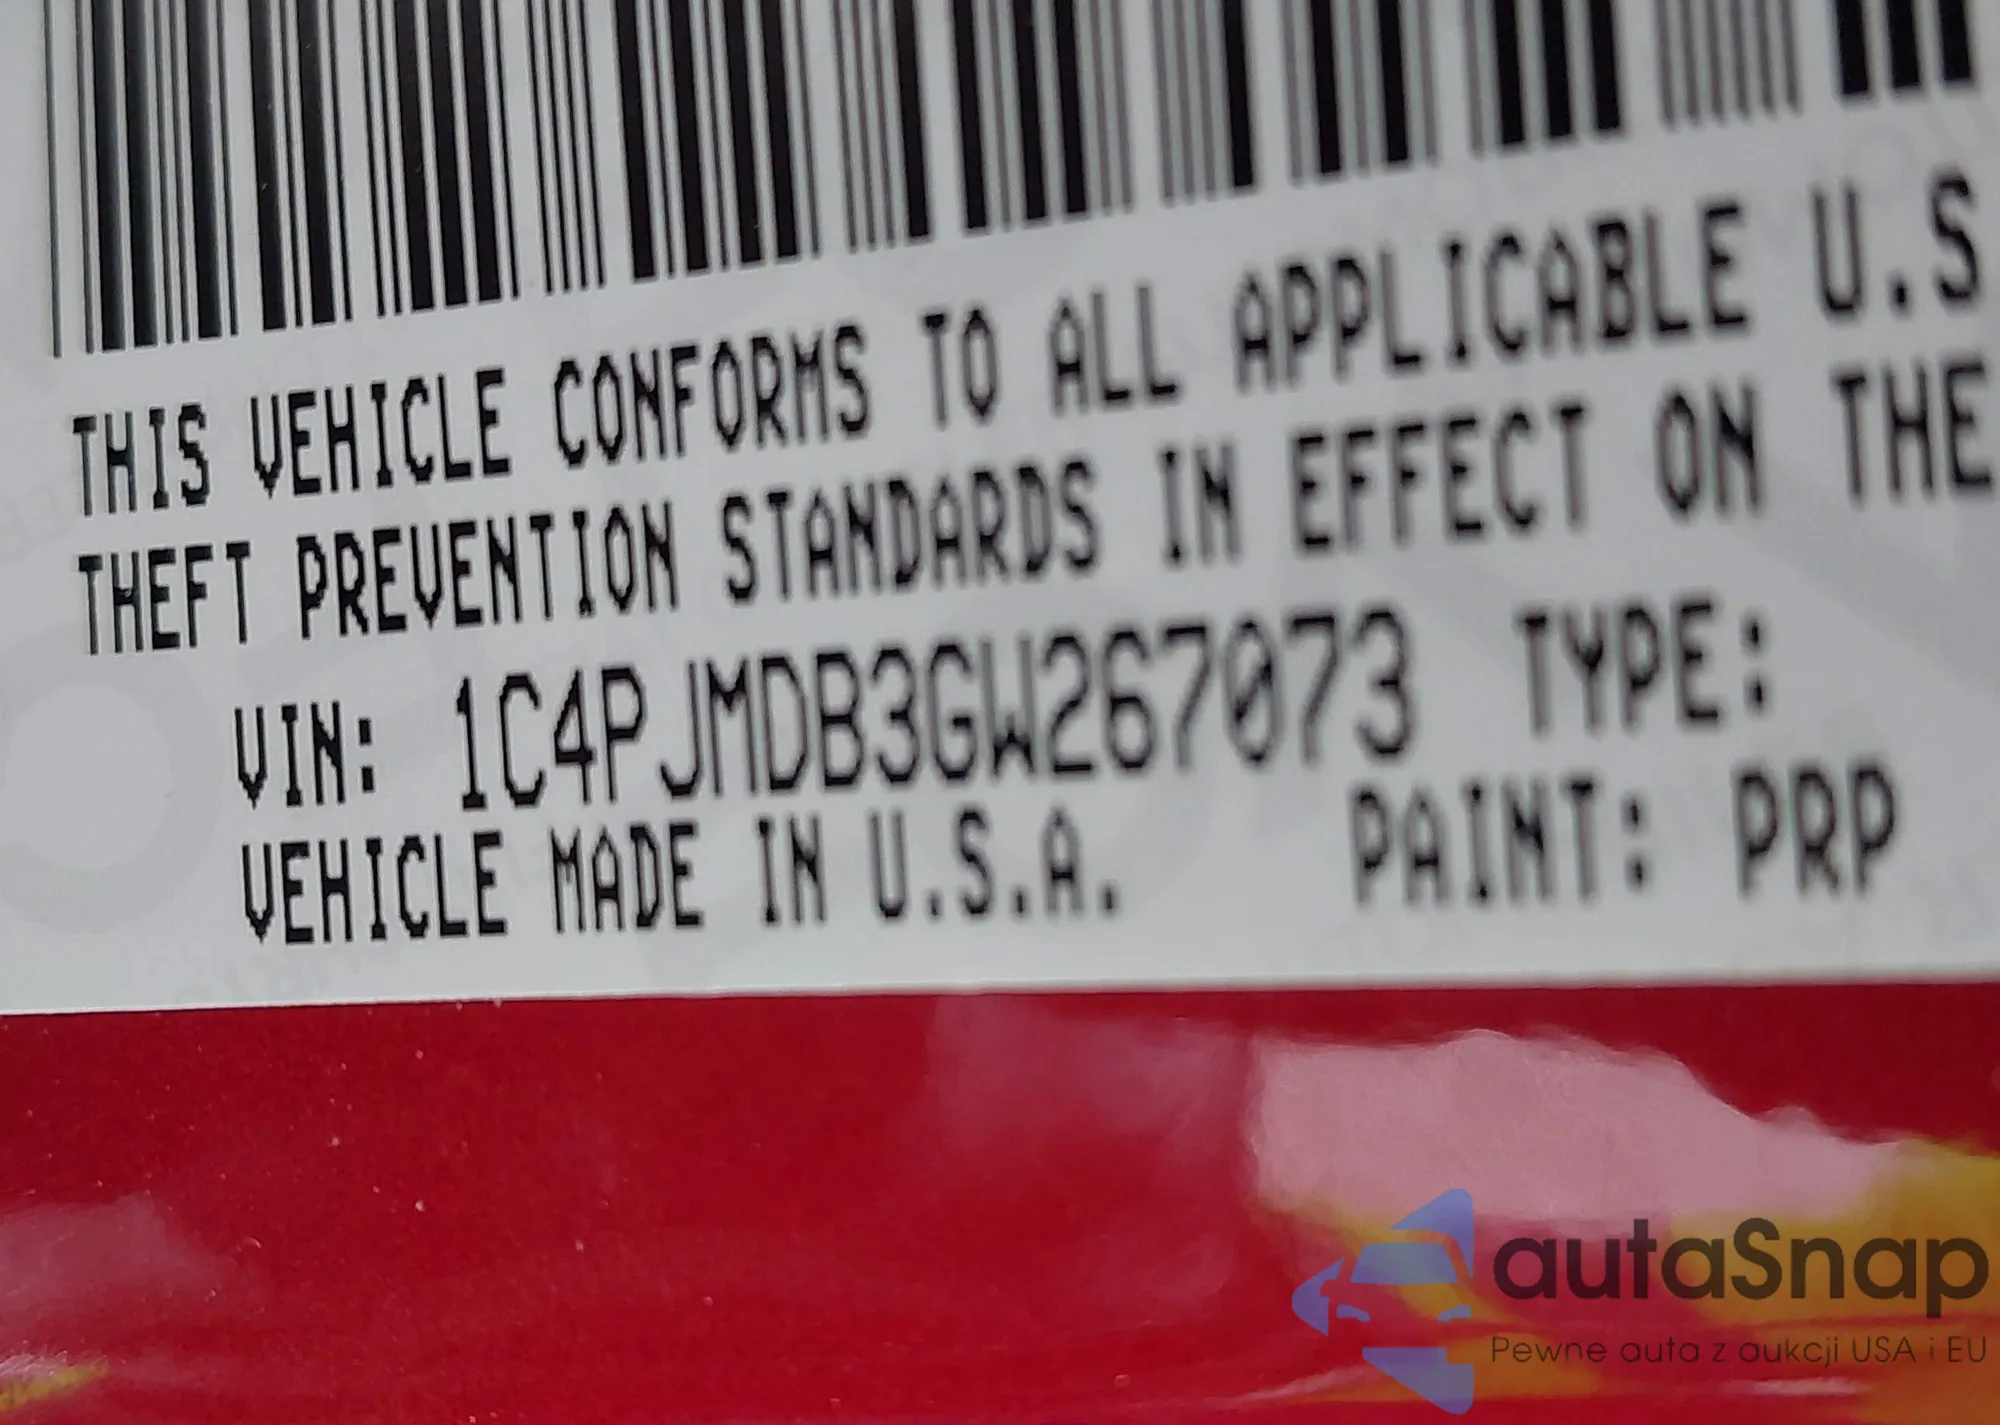 THIS VEHICLE CONFORMS TO ALL APPLICABLE U.S
THEFT PREVENTION STANDARDS IN EFFECT ON THE
VIN: 1C4PJMDB3GW267073 TYPE:
VEHICLE MADE IN U.S.A. PAINT: PRP
autaSnap
Pewne auta z aukcji USA i EU